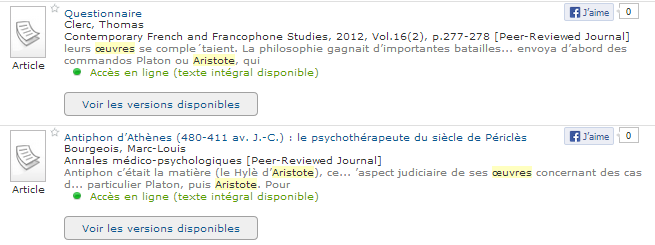 Questionnaire
J'aime 0
Clerc, Thomas
Contemporary French and Francophone Studies, 2012, Vol.16(2), p.277-278 [Peer-Reviewed Journal]
leurs œuvres se comple´taient. La philosophie gagnait d'importantes batailles... envoya d'abord des
commandos Platon ou Aristote, qui
Article
Accès en ligne (texte intégral disponible)
Voir les versions disponibles
Antiphon d'Athènes (480-411 av. J.-C.) : le psychothérapeute du siècle de Périclès
J'aime 0
Bourgeois, Marc-Louis
Annales médico-psychologiques [Peer-Reviewed Journal]
Antiphon c'était la matière (le Hylè d'Aristote), ce... 'aspect judiciaire de ses œuvres concernant des cas
d... particulier Platon, puis Aristote. Pour
Article
Accès en ligne (texte intégral disponible)
Voir les versions disponibles